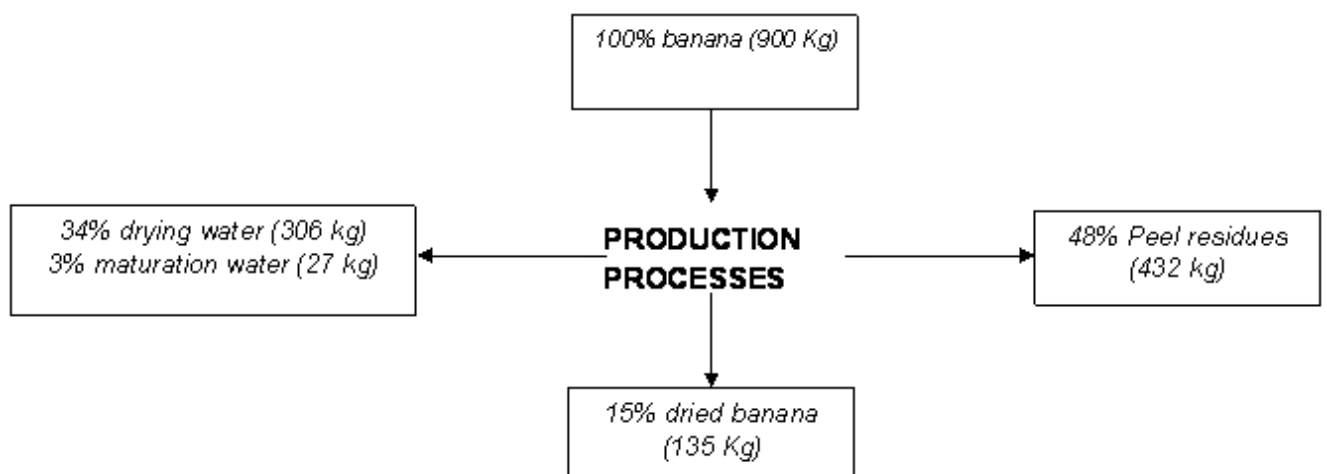 100% banana (900 Kg)
34% drying water (306 kg)
3% maturation water (27 kg)
PRODUCTION
PROCESSES
48% Peel residues
(432 kg)
15% dried banana
(135 Kg)